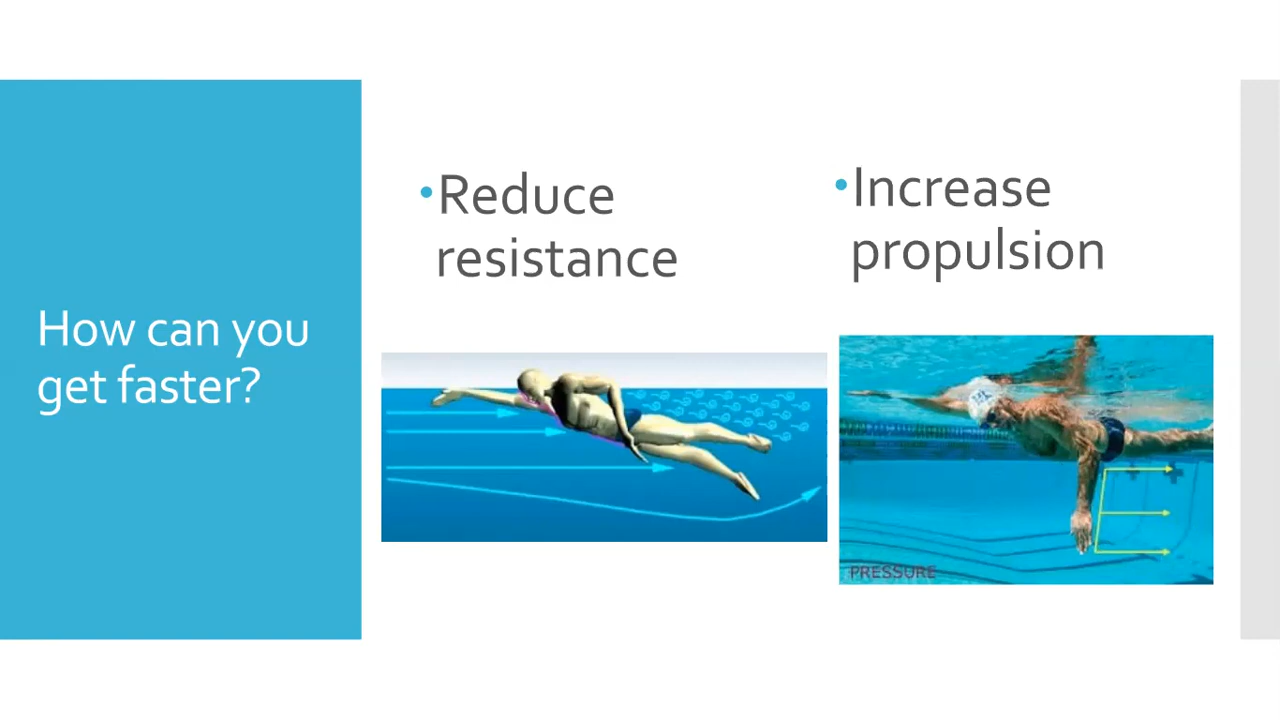 How can you
get faster?
•Reduce
resistance
•Increase
propulsion
PRESSURE